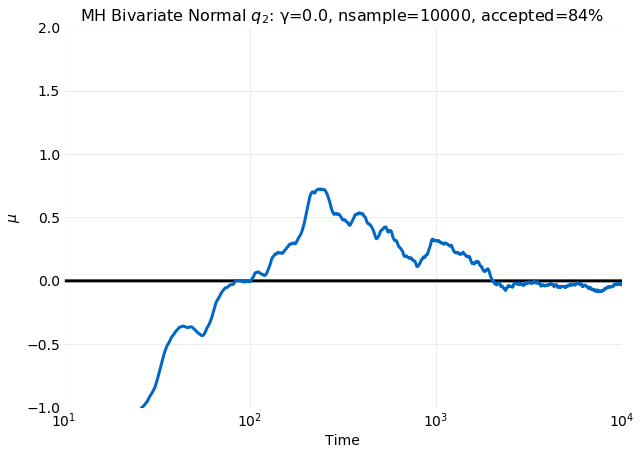 MH Bivariate Normal q₂: γ=0.0, nsample=10000, accepted=84%
2.0
1.5
1.0
0.5
0.0
−0.5
−1.0
μ
10¹ 10² 10³ 10⁴
Time